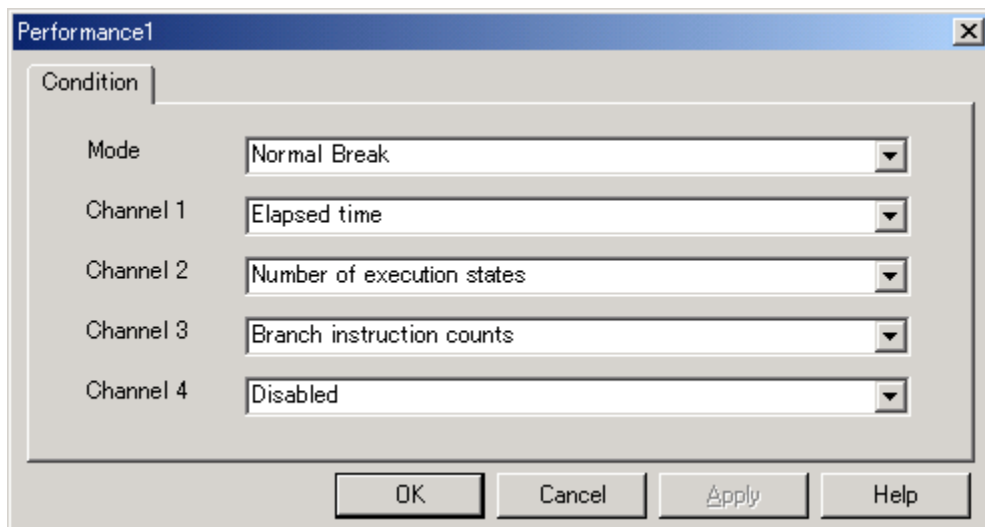 Performance1
Condition
Mode Normal Break
Channel 1 Elapsed time
Channel 2 Number of execution states
Channel 3 Branch instruction counts
Channel 4 Disabled
OK Cancel Apply Help